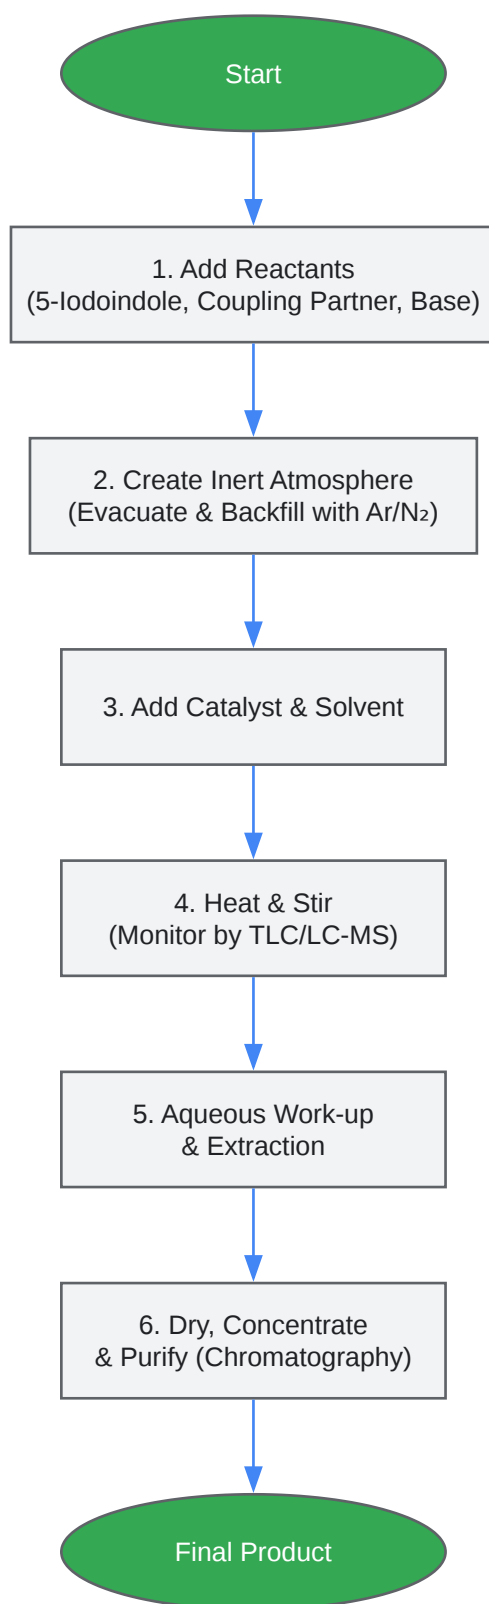 Start
1. Add Reactants
(5-Iodoindole, Coupling Partner, Base)
2. Create Inert Atmosphere
(Evacuate & Backfill with Ar/N₂)
3. Add Catalyst & Solvent
4. Heat & Stir
(Monitor by TLC/LC-MS)
5. Aqueous Work-up
& Extraction
6. Dry, Concentrate
& Purify (Chromatography)
Final Product